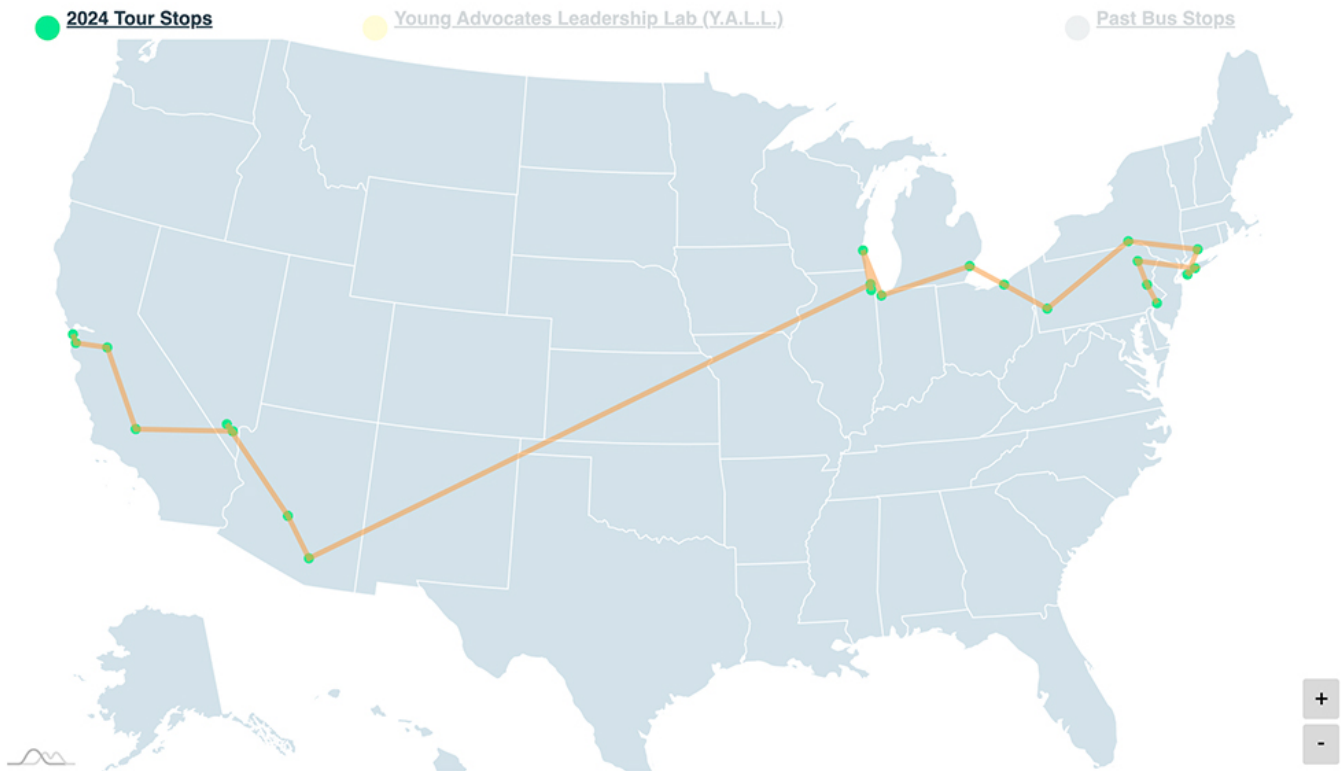 2024 Tour Stops
Young Advocates Leadership Lab (Y.A.L.L.)
Past Bus Stops
+
-